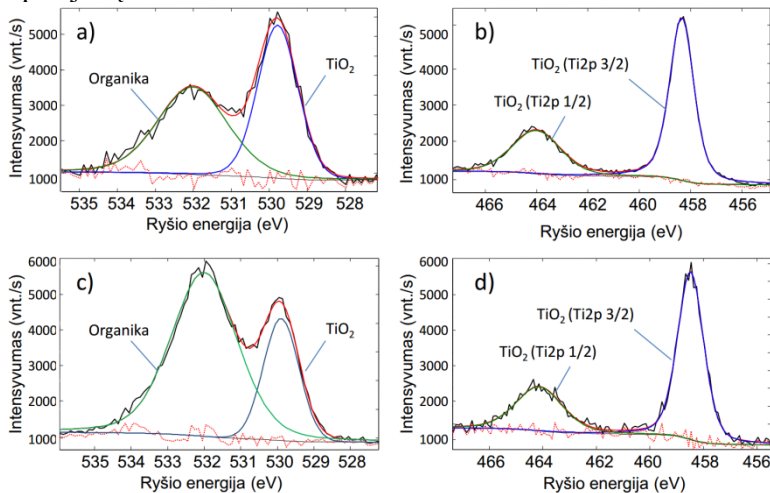 a)
Organika
TiO2
Intensyvumas (vnt./s)
5000
4000
3000
2000
1000
535 534 533 532 531 530 529 528
Ryšio energija (eV)
b)
TiO2 (Ti2p 3/2)
TiO2 (Ti2p 1/2)
Intensyvumas (vnt./s)
5000
4000
3000
2000
1000
466 464 462 460 458 456
Ryšio energija (eV)
c)
Organika
TiO2
Intensyvumas (vnt./s)
6000
5000
4000
3000
2000
1000
535 534 533 532 531 530 529 528
Ryšio energija (eV)
d)
TiO2 (Ti2p 3/2)
TiO2 (Ti2p 1/2)
Intensyvumas (vnt./s)
6000
5000
4000
3000
2000
1000
466 464 462 460 458 456
Ryšio energija (eV)